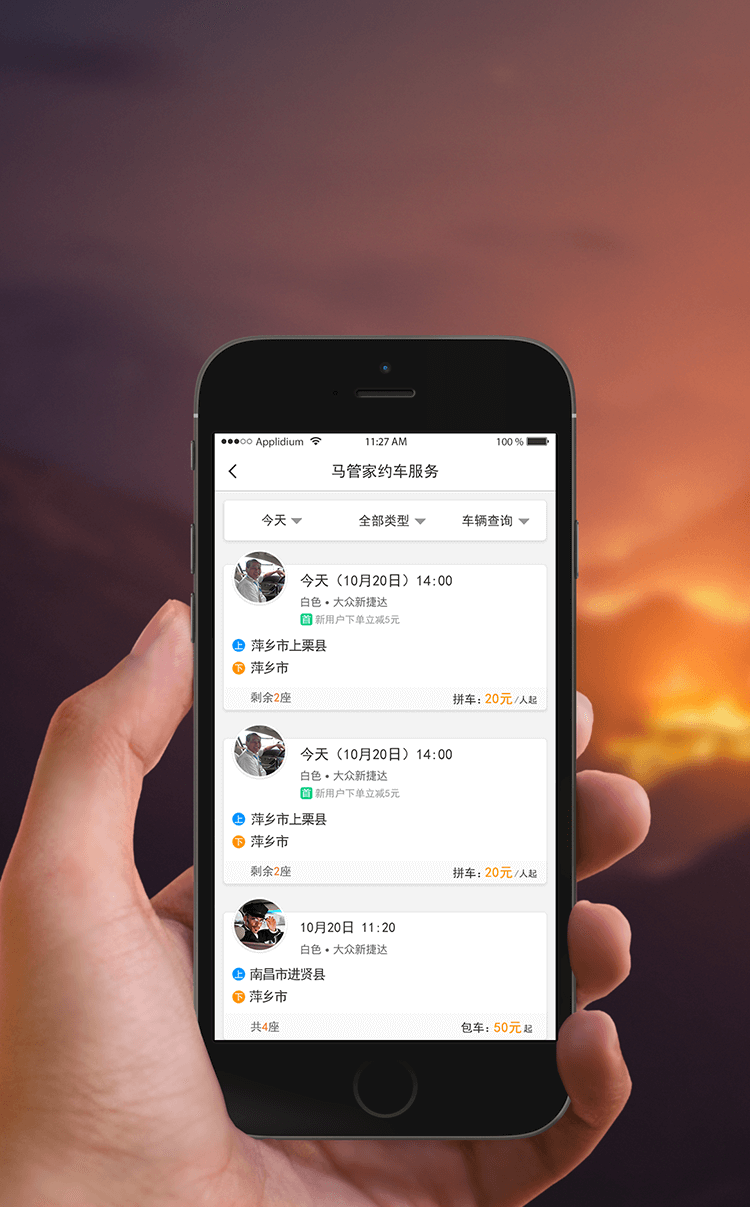 Applidium 11:27 AM 100 %
马管家约车服务
今天 全部类型 车辆查询
今天（10月20日）14:00
白色 • 大众新捷达
首 新用户下单立减5元
上 萍乡市上栗县
下 萍乡市
剩余2座 拼车：20元/人起
今天（10月20日）14:00
白色 • 大众新捷达
首 新用户下单立减5元
上 萍乡市上栗县
下 萍乡市
剩余2座 拼车：20元/人起
10月20日 11:20
白色 • 大众新捷达
上 南昌市进贤县
下 萍乡市
共4座 包车：50元起